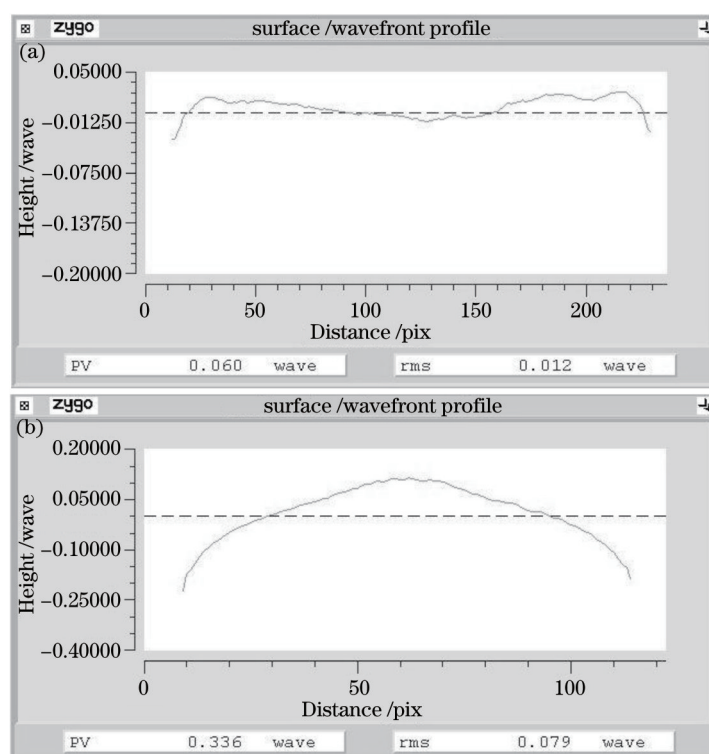 zygo surface /wavefront profile
(a)
0.05000
-0.01250
-0.07500
-0.13750
-0.20000
Height /wave
0 50 100 150 200
Distance /pix
PV 0.060 wave rms 0.012 wave
zygo surface /wavefront profile
(b)
0.20000
0.05000
-0.10000
-0.25000
-0.40000
Height /wave
0 50 100
Distance /pix
PV 0.336 wave rms 0.079 wave